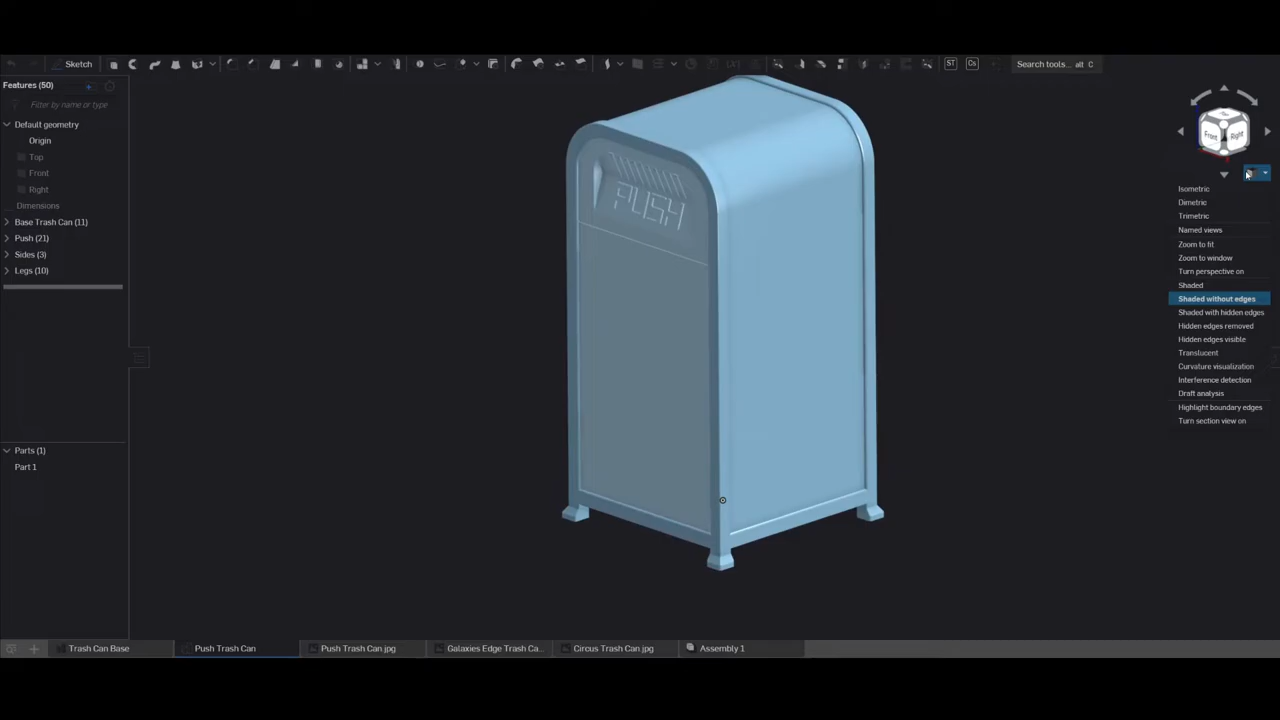 Sketch
ST
Cs
Search tools... alt C
Features (50)
Filter by name or type
Default geometry
Origin
Top
Front
Right
Dimensions
Base Trash Can (11)
Push (21)
Sides (3)
Legs (10)
Parts (1)
Part 1
PUSH
Front
Right
Isometric
Dimetric
Trimetric
Named views
Zoom to fit
Zoom to window
Turn perspective on
Shaded
Shaded without edges
Shaded with hidden edges
Hidden edges removed
Hidden edges visible
Translucent
Curvature visualization
Interference detection
Draft analysis
Highlight boundary edges
Turn section view on
Trash Can Base
Push Trash Can
Push Trash Can.jpg
Galaxies Edge Trash Ca...
Circus Trash Can.jpg
Assembly 1